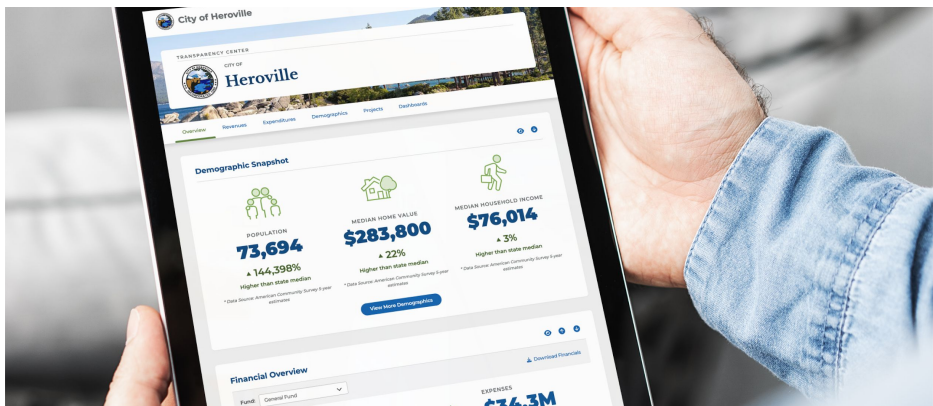 City of Heroville
TRANSPARENCY CENTER
CITY OF
Heroville
Overview Revenues Expenditures Demographics Projects Dashboards
Demographic Snapshot
POPULATION
73,694
▲ 144,398%
Higher than state median
* Data Source: American Community Survey 5-year
estimates
MEDIAN HOME VALUE
$283,800
▲ 22%
Higher than state median
* Data Source: American Community Survey 5-year
estimates
MEDIAN HOUSEHOLD INCOME
$76,014
▲ 3%
Higher than state median
* Data Source: American Community Survey 5-year
estimates
View More Demographics
Financial Overview
Download Financials
Fund: General Fund
EXPENSES
$34.3M